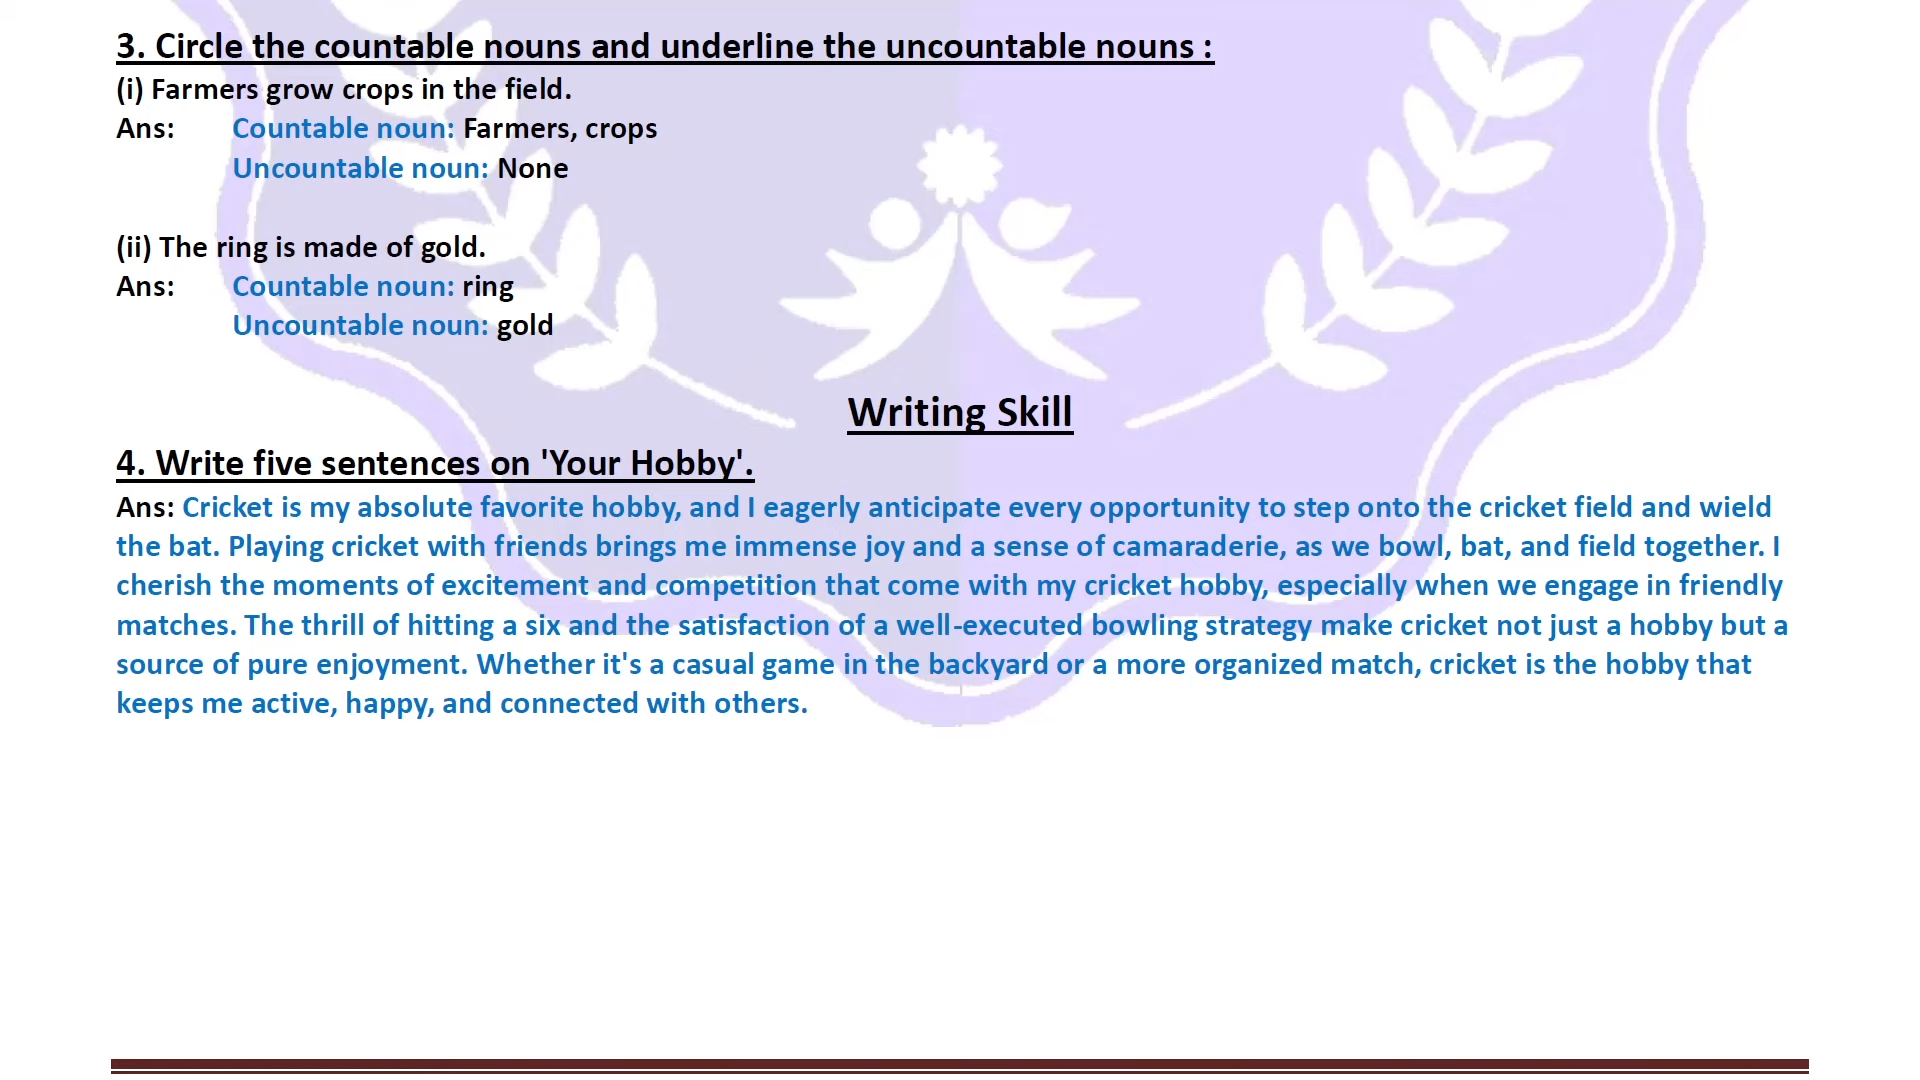 3. Circle the countable nouns and underline the uncountable nouns :
(i) Farmers grow crops in the field.
Ans: Countable noun: Farmers, crops
Uncountable noun: None
(ii) The ring is made of gold.
Ans: Countable noun: ring
Uncountable noun: gold
Writing Skill
4. Write five sentences on 'Your Hobby'.
Ans: Cricket is my absolute favorite hobby, and I eagerly anticipate every opportunity to step onto the cricket field and wield
the bat. Playing cricket with friends brings me immense joy and a sense of camaraderie, as we bowl, bat, and field together. I
cherish the moments of excitement and competition that come with my cricket hobby, especially when we engage in friendly
matches. The thrill of hitting a six and the satisfaction of a well-executed bowling strategy make cricket not just a hobby but a
source of pure enjoyment. Whether it's a casual game in the backyard or a more organized match, cricket is the hobby that
keeps me active, happy, and connected with others.